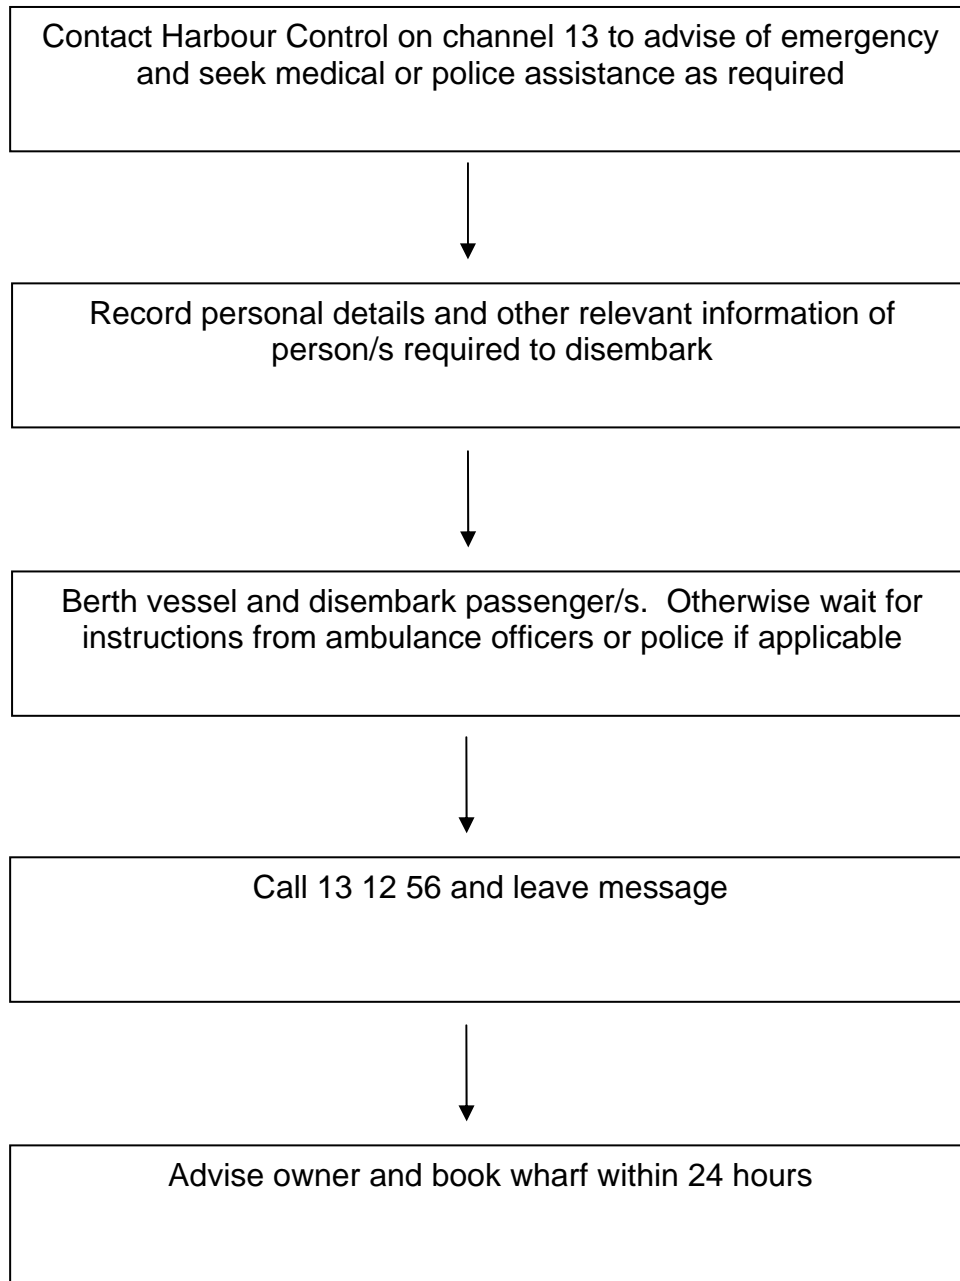 Contact Harbour Control on channel 13 to advise of emergency
and seek medical or police assistance as required
Record personal details and other relevant information of
person/s required to disembark
Berth vessel and disembark passenger/s.  Otherwise wait for
instructions from ambulance officers or police if applicable
Call 13 12 56 and leave message
Advise owner and book wharf within 24 hours